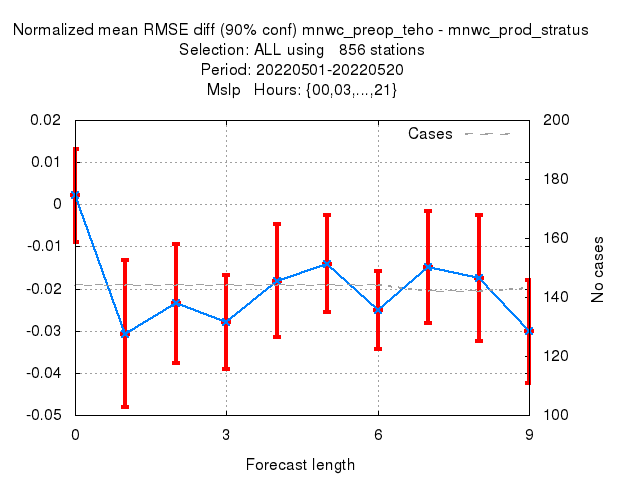 Normalized mean RMSE diff (90% conf) mnwc_preop_teho - mnwc_prod_stratus
Selection: ALL using   856 stations
Period: 20220501-20220520
Mslp   Hours: {00,03,...,21}
Cases
0.02
0.01
0
-0.01
-0.02
-0.03
-0.04
-0.05
200
180
160
140
120
100
No cases
0
3
6
9
Forecast length